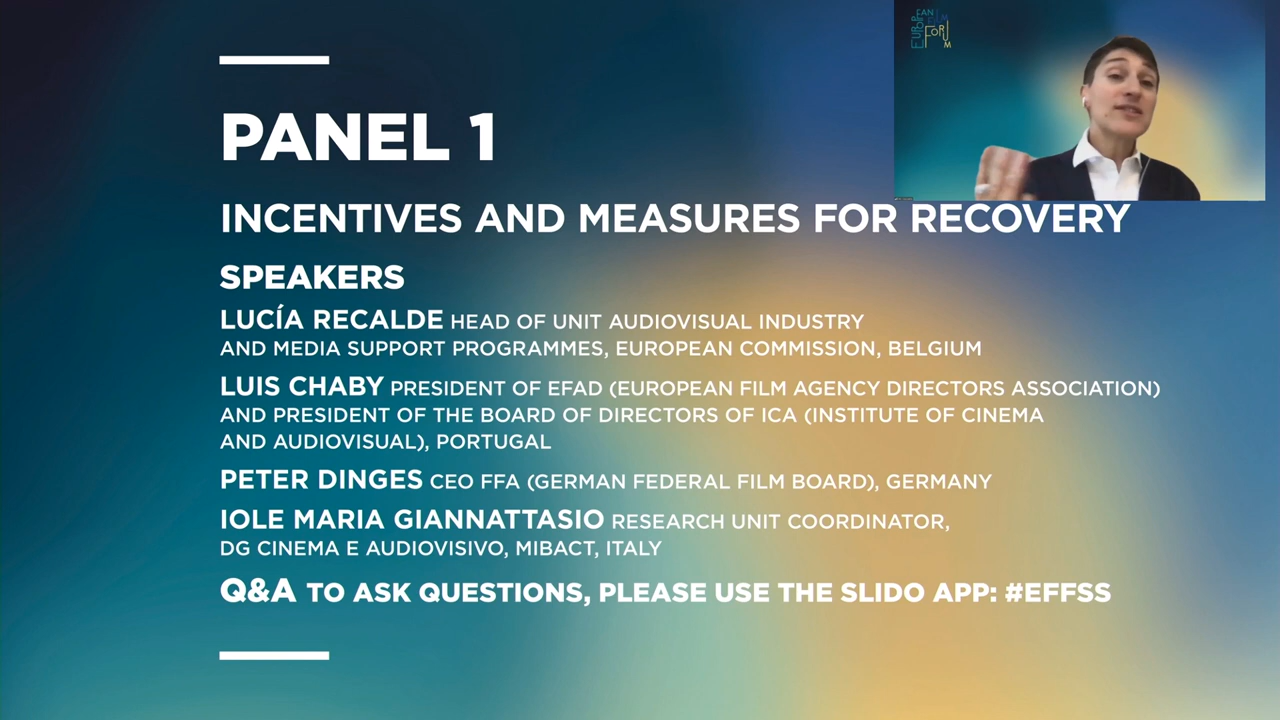 EUROPEAN
FILM
FORUM
PANEL 1
INCENTIVES AND MEASURES FOR RECOVERY
SPEAKERS
LUCÍA RECALDE HEAD OF UNIT AUDIOVISUAL INDUSTRY
AND MEDIA SUPPORT PROGRAMMES, EUROPEAN COMMISSION, BELGIUM
LUIS CHABY PRESIDENT OF EFAD (EUROPEAN FILM AGENCY DIRECTORS ASSOCIATION)
AND PRESIDENT OF THE BOARD OF DIRECTORS OF ICA (INSTITUTE OF CINEMA
AND AUDIOVISUAL), PORTUGAL
PETER DINGES CEO FFA (GERMAN FEDERAL FILM BOARD), GERMANY
IOLE MARIA GIANNATTASIO RESEARCH UNIT COORDINATOR,
DG CINEMA E AUDIOVISIVO, MIBACT, ITALY
Q&A TO ASK QUESTIONS, PLEASE USE THE SLIDO APP: #EFFSS